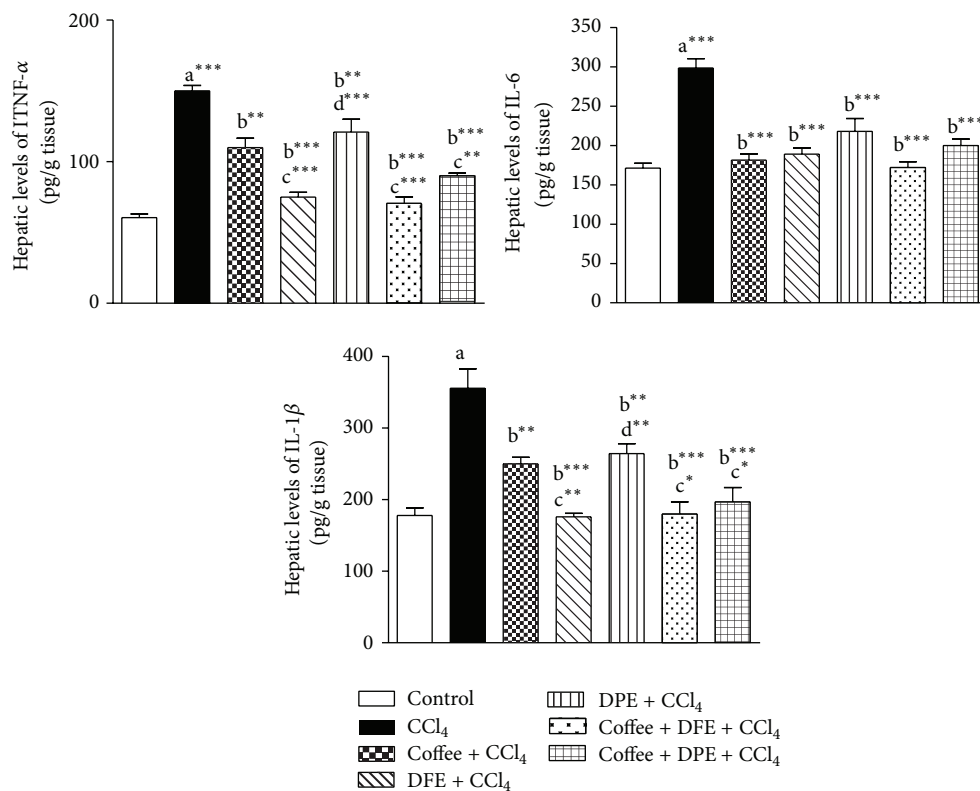 Hepatic levels of ITNF-α
(pg/g tissue)
200
100
0
a***
b**
b***
c***
b**
d***
b***
c***
b***
c**
Hepatic levels of IL-6
(pg/g tissue)
350
300
250
200
150
100
50
0
a***
b***
b***
b***
b***
b***
Hepatic levels of IL-1β
(pg/g tissue)
400
300
200
100
0
a
b**
b***
c**
b**
d**
b***
c*
b***
c*
Control
CCl₄
Coffee + CCl₄
DFE + CCl₄
DPE + CCl₄
Coffee + DFE + CCl₄
Coffee + DPE + CCl₄